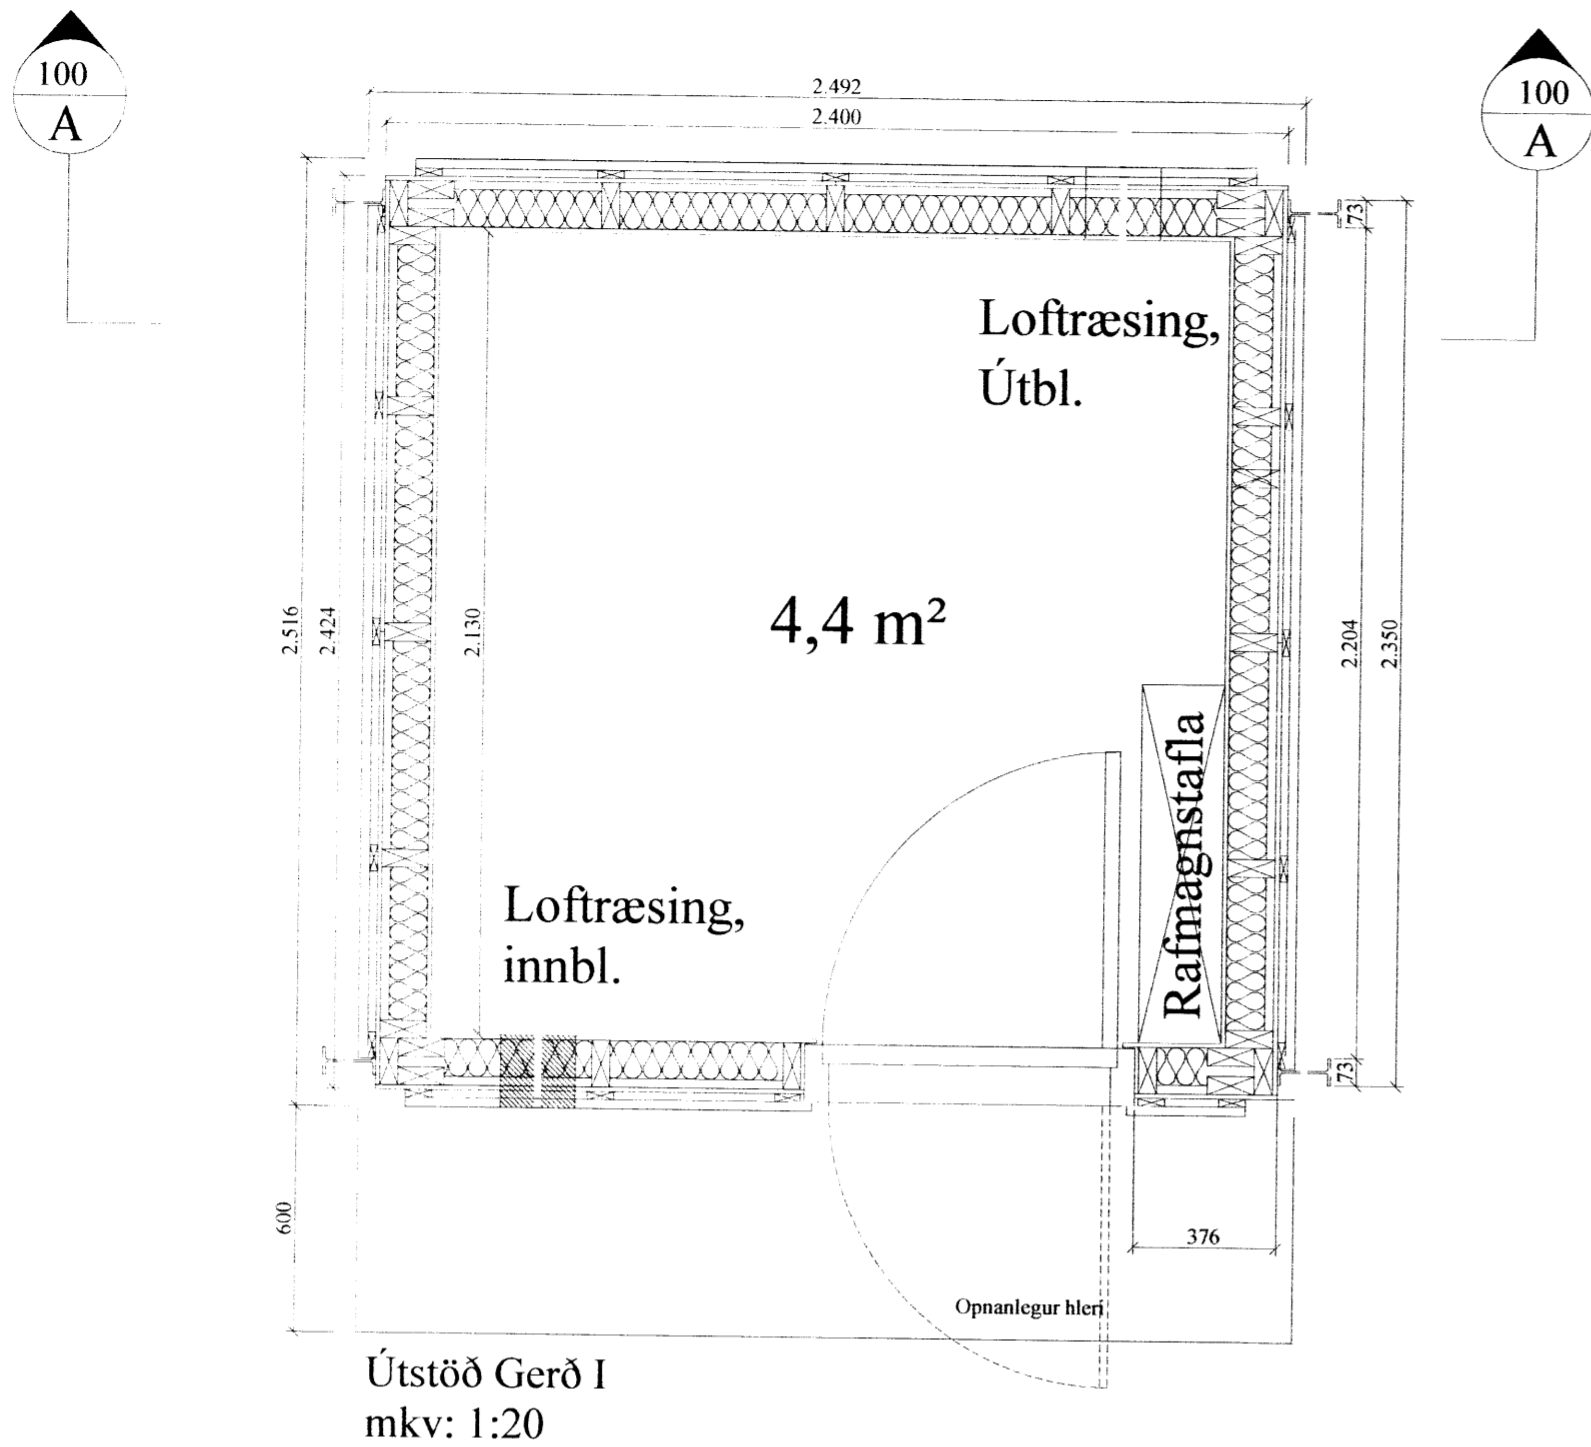 100
A
100
A
2.492
2.400
73
Loftræsing,
Útbl.
4,4 m²
2.516
2.424
2.130
2.204
2.350
Rafmagnstafla
Loftræsing,
innbl.
73
600
376
Opnanlegur hleri
Útstöð Gerð I
mkv: 1:20